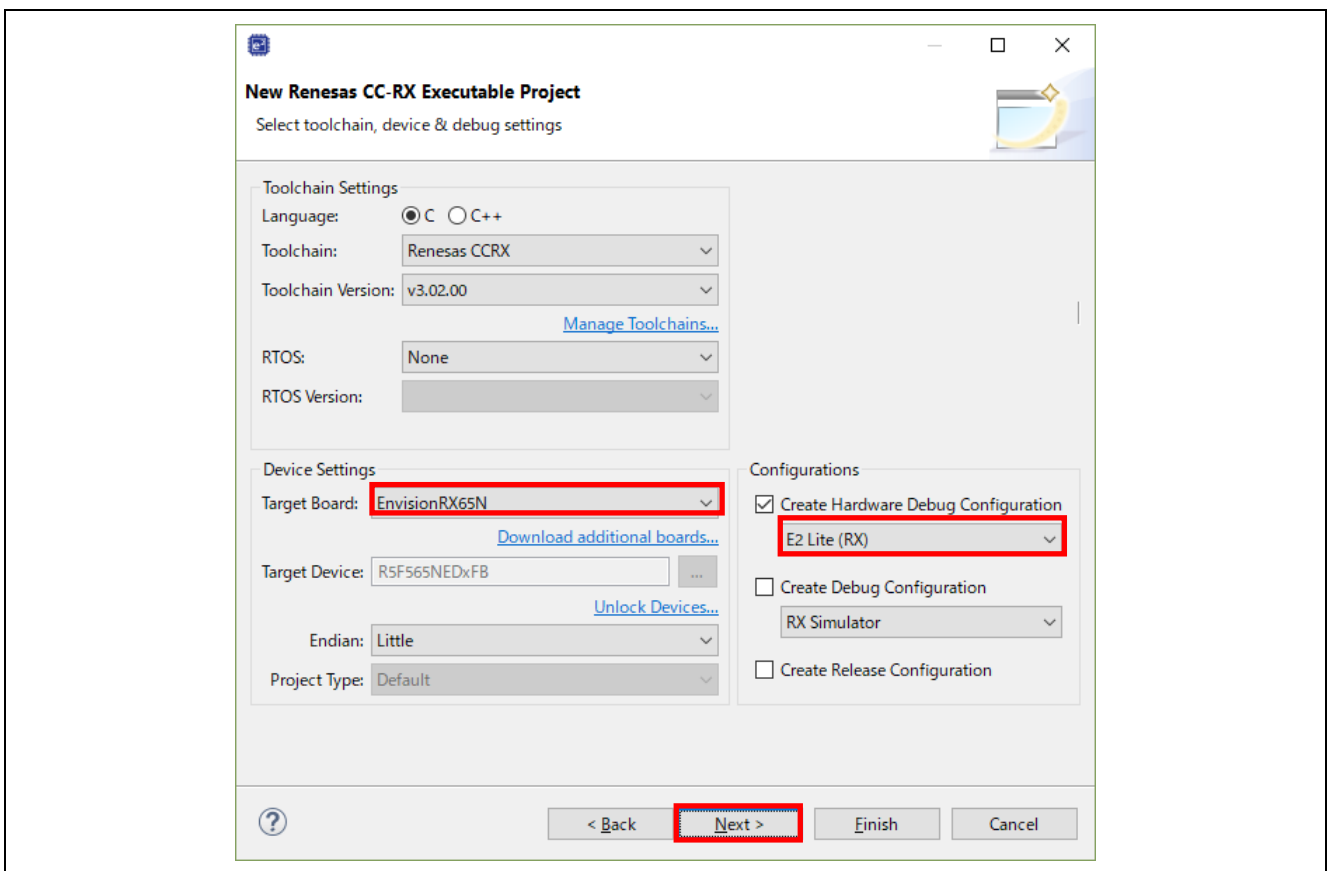 New Renesas CC-RX Executable Project
Select toolchain, device & debug settings
Toolchain Settings
Language: C C++
Toolchain: Renesas CCRX
Toolchain Version: v3.02.00
Manage Toolchains...
RTOS: None
RTOS Version:
Device Settings
Target Board: EnvisionRX65N
Download additional boards...
Target Device: R5F565NEDxFB ...
Unlock Devices...
Endian: Little
Project Type: Default
Configurations
Create Hardware Debug Configuration
E2 Lite (RX)
Create Debug Configuration
RX Simulator
Create Release Configuration
? < Back Next > Finish Cancel